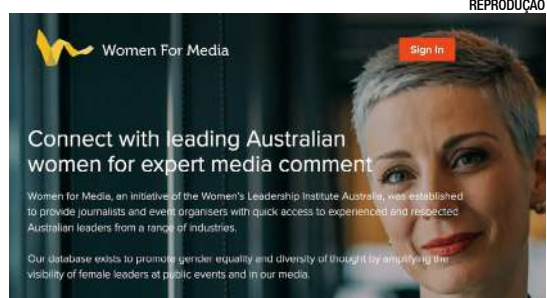 REPRODUÇÃO
Women For Media
Sign In
Connect with leading Australian
women for expert media comment
Women for Media, an initiative of the Women's Leadership Institute Australia, was established
to provide journalists and event organisers with quick access to experienced and respected
Australian leaders from a range of industries.
Our database exists to promote gender equality and diversity of thought by amplifying the
visibility of female leaders at public events and in our media.